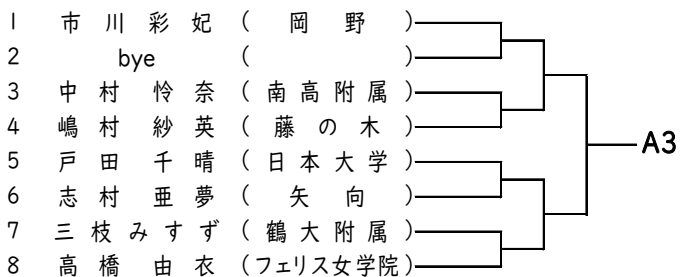 1 市川彩妃 (岡野)
2 bye ( )
3 中村 怜奈 (南高附属)
4 嶋村紗英 (藤の木)
5 戸田 千晴 (日本大学)
6 志村亜夢 (矢向)
7 三枝みすず (鶴大附属)
8 高橋由衣 (フェリス女学院)
A3